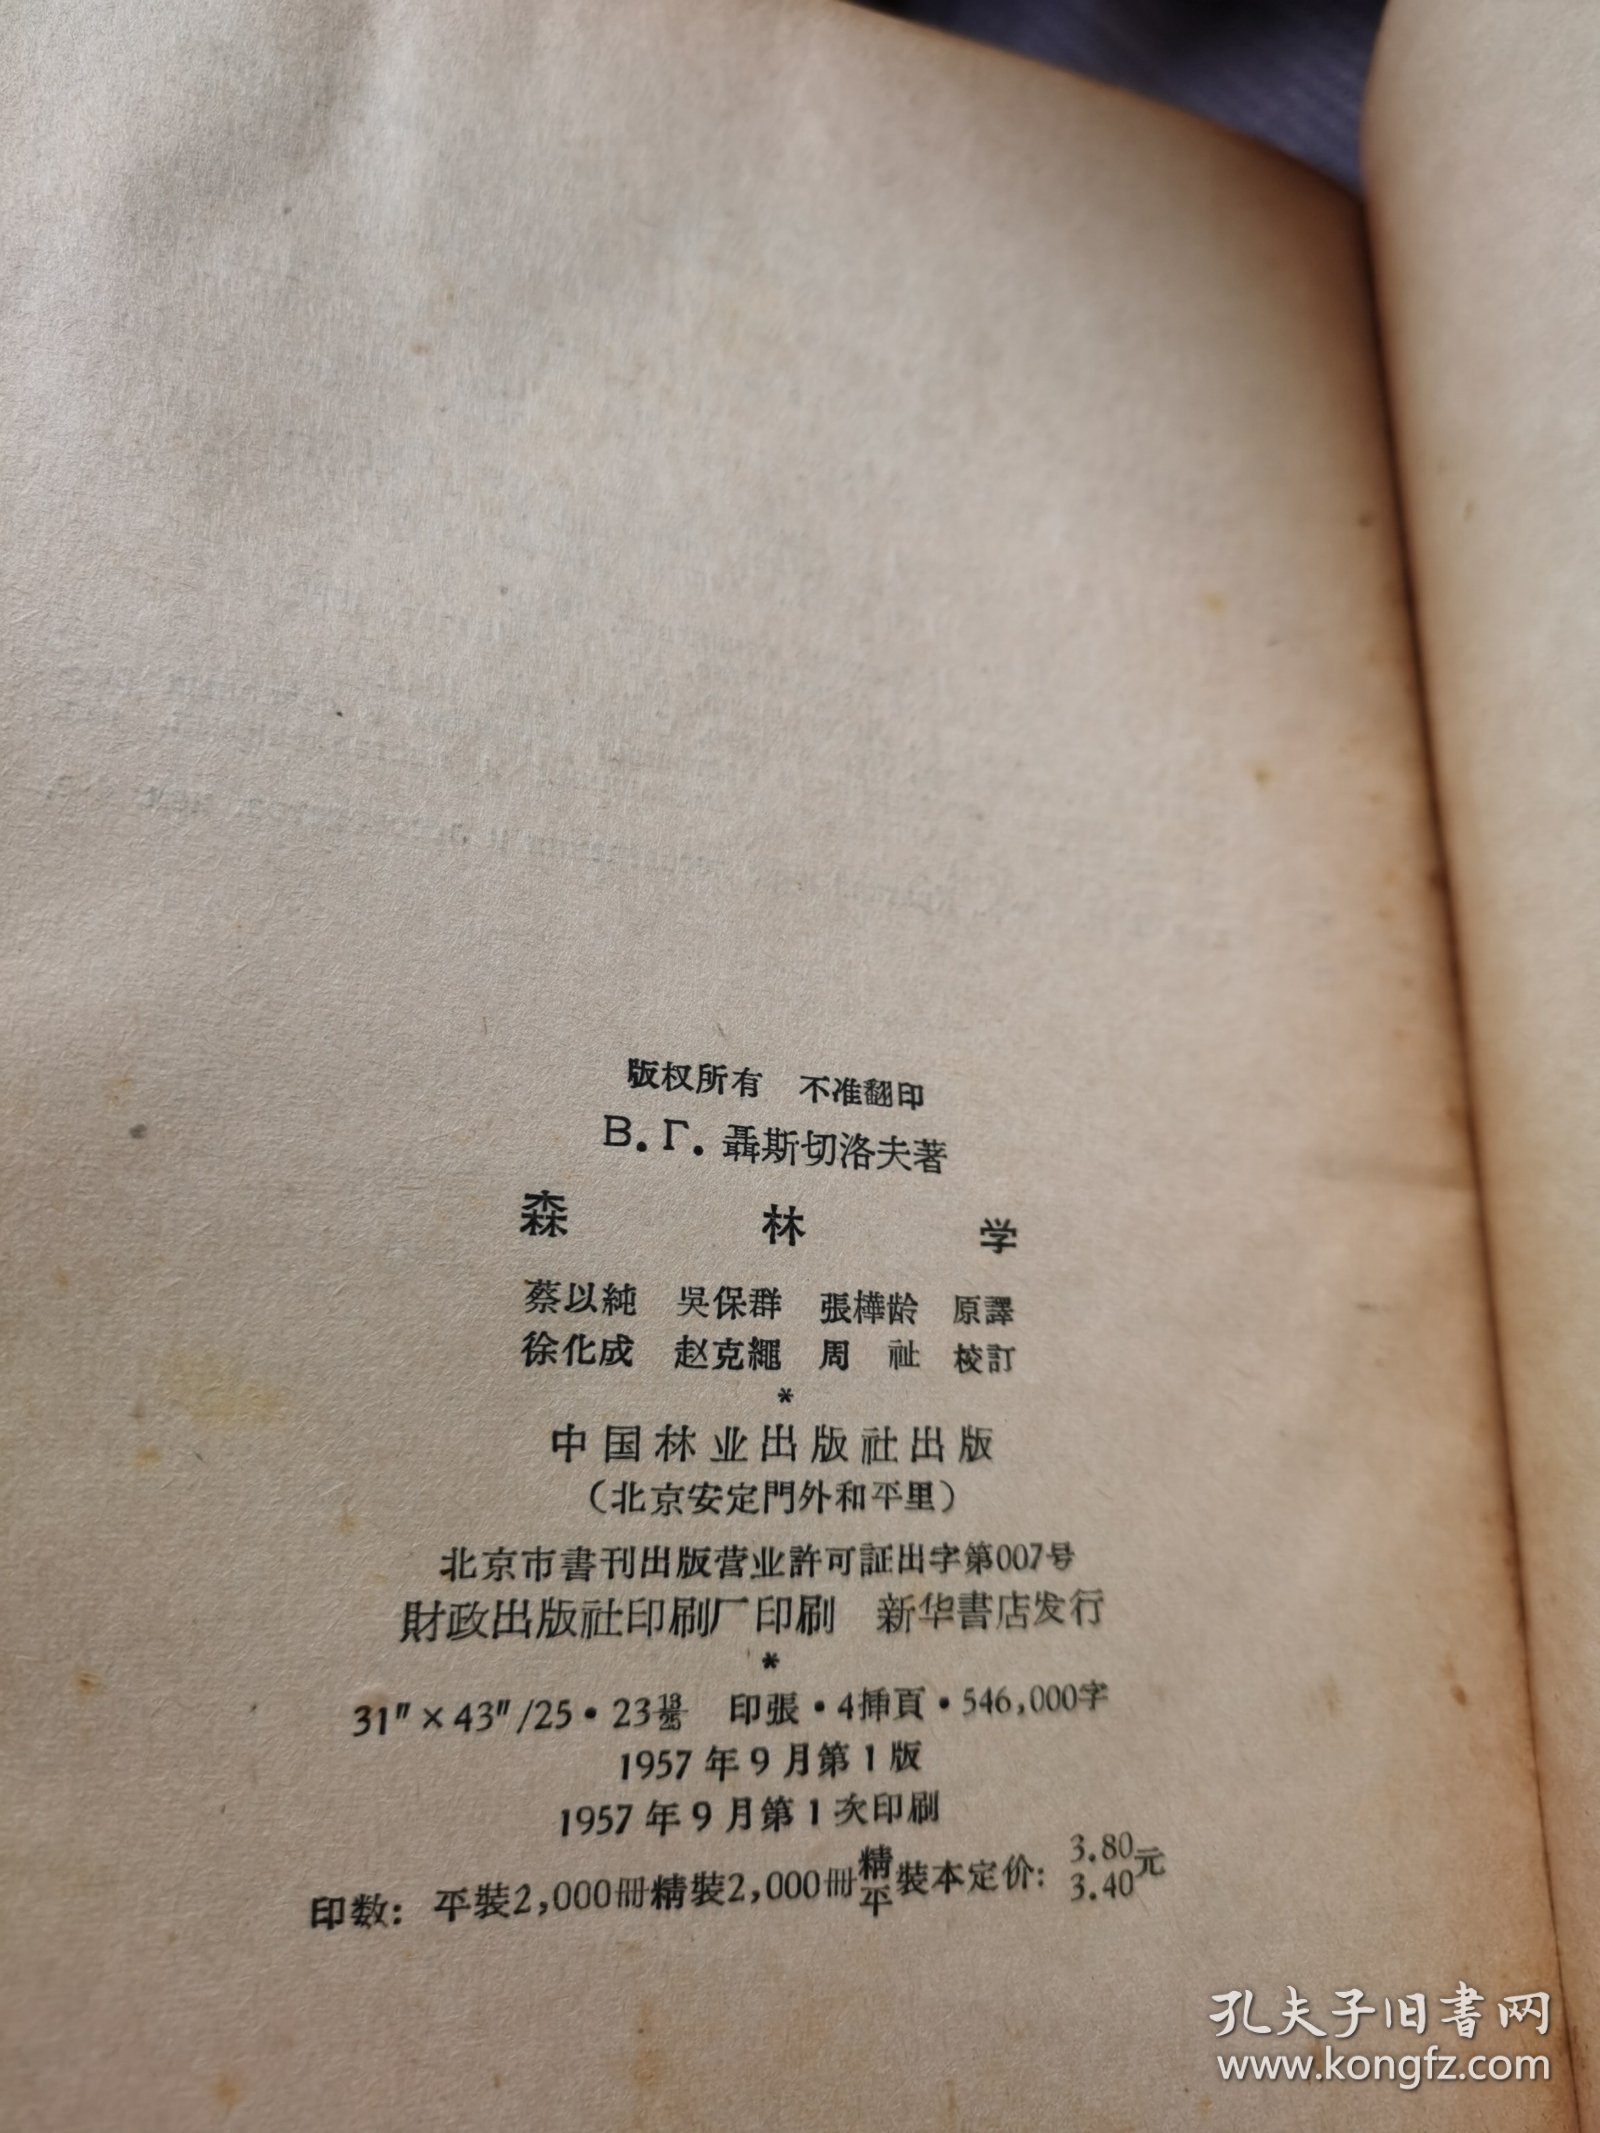 版权所有 不准翻印
В.Г.聶斯切洛夫著
森 林 学
蔡以純 吳保群 張樺龄 原譯
徐化成 赵克繩 周 祉 校訂
*
中国林业出版社出版
(北京安定門外和平里)
北京市書刊出版营业許可証出字第007号
財政出版社印刷厂印刷 新华書店发行
*
31"×43"/25·23 印張·4插頁·546,000字
1957年9月第1版
1957年9月第1次印刷
印数: 平裝2,000冊精裝2,000冊精平裝本定价: 3.80 3.40元
孔夫子旧書网
www.kongfz.com